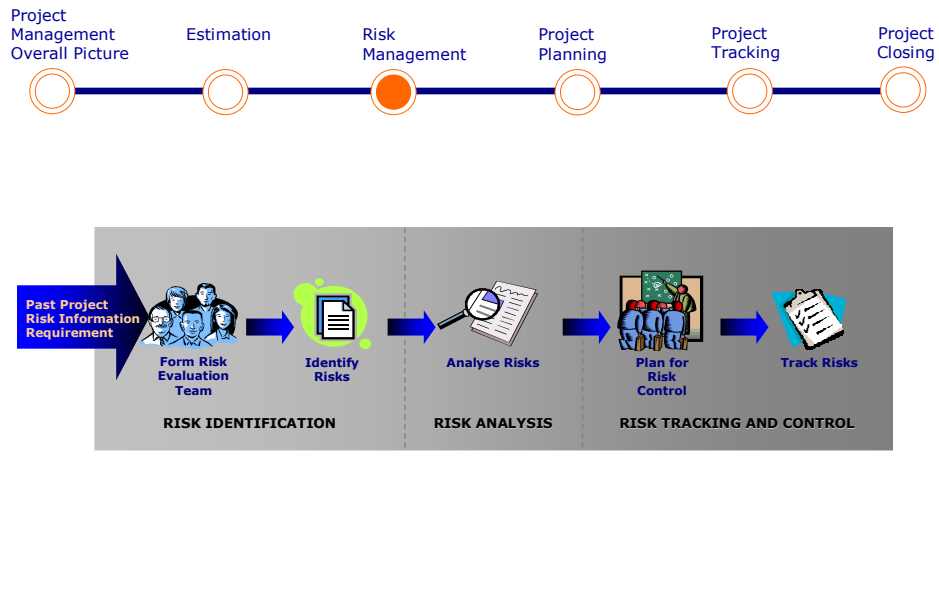 Project
Management
Overall Picture
Estimation
Risk
Management
Project
Planning
Project
Tracking
Project
Closing
Past Project
Risk Information
Requirement
Form Risk
Evaluation
Team
Identify
Risks
Analyse Risks
Plan for
Risk
Control
Track Risks
RISK IDENTIFICATION
RISK ANALYSIS
RISK TRACKING AND CONTROL